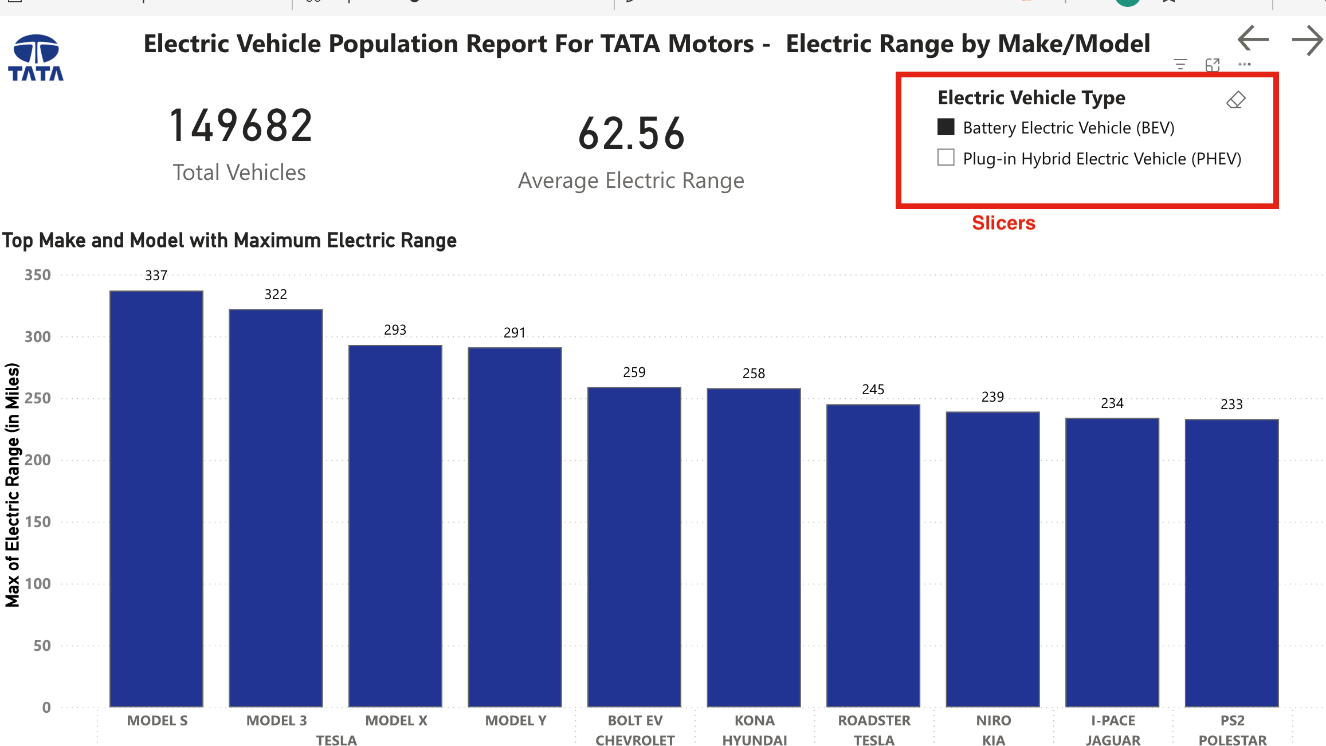 Electric Vehicle Population Report For TATA Motors -  Electric Range by Make/Model
TATA
149682
Total Vehicles
62.56
Average Electric Range
Electric Vehicle Type
Battery Electric Vehicle (BEV)
Plug-in Hybrid Electric Vehicle (PHEV)
Slicers
Top Make and Model with Maximum Electric Range
Max of Electric Range (in Miles)
350
300
250
200
150
100
50
0
337
322
293
291
259
258
245
239
234
233
MODEL S MODEL 3 MODEL X MODEL Y BOLT EV KONA ROADSTER NIRO I-PACE PS2
TESLA CHEVROLET HYUNDAI TESLA KIA JAGUAR POLESTAR